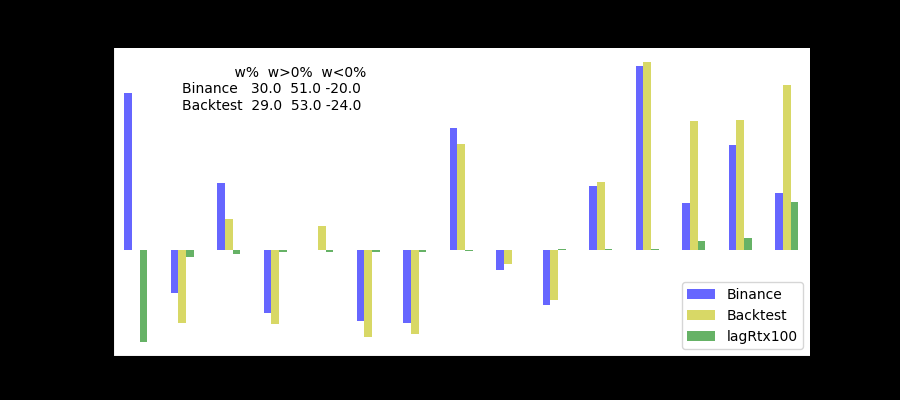 w% w>0% w<0%
Binance 30.0 51.0 -20.0
Backtest 29.0 53.0 -24.0
Binance
Backtest
lagRtx100